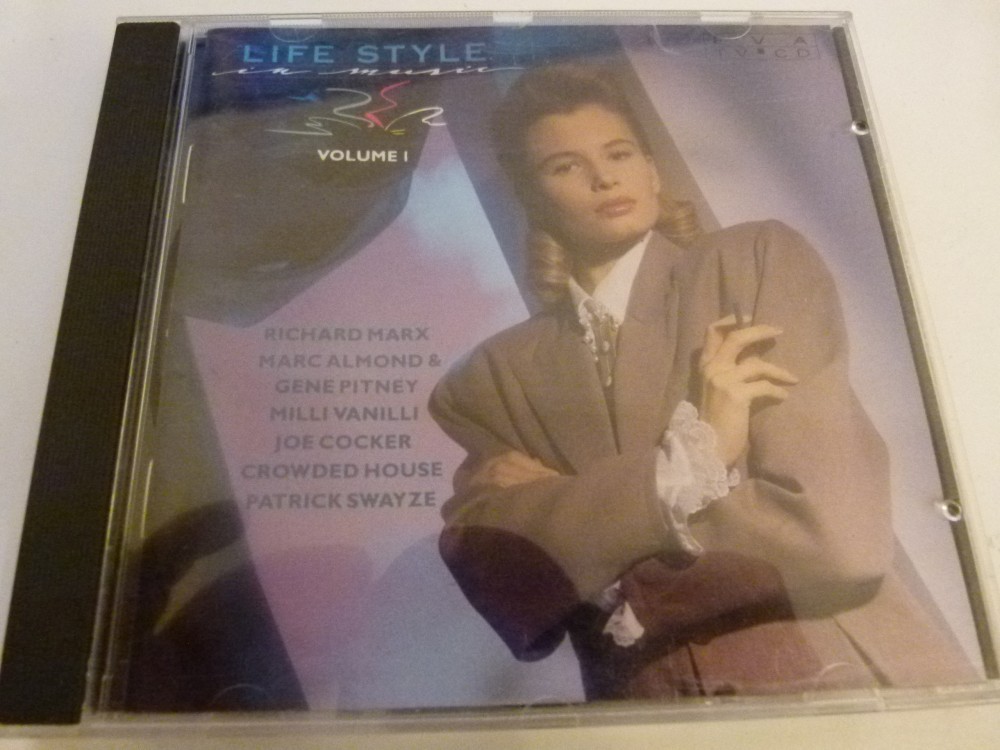 LIFE STYLE
in music
VOLUME I
RICHARD MARX
MARC ALMOND &
GENE PITNEY
MILLI VANILLI
JOE COCKER
CROWDED HOUSE
PATRICK SWAYZE